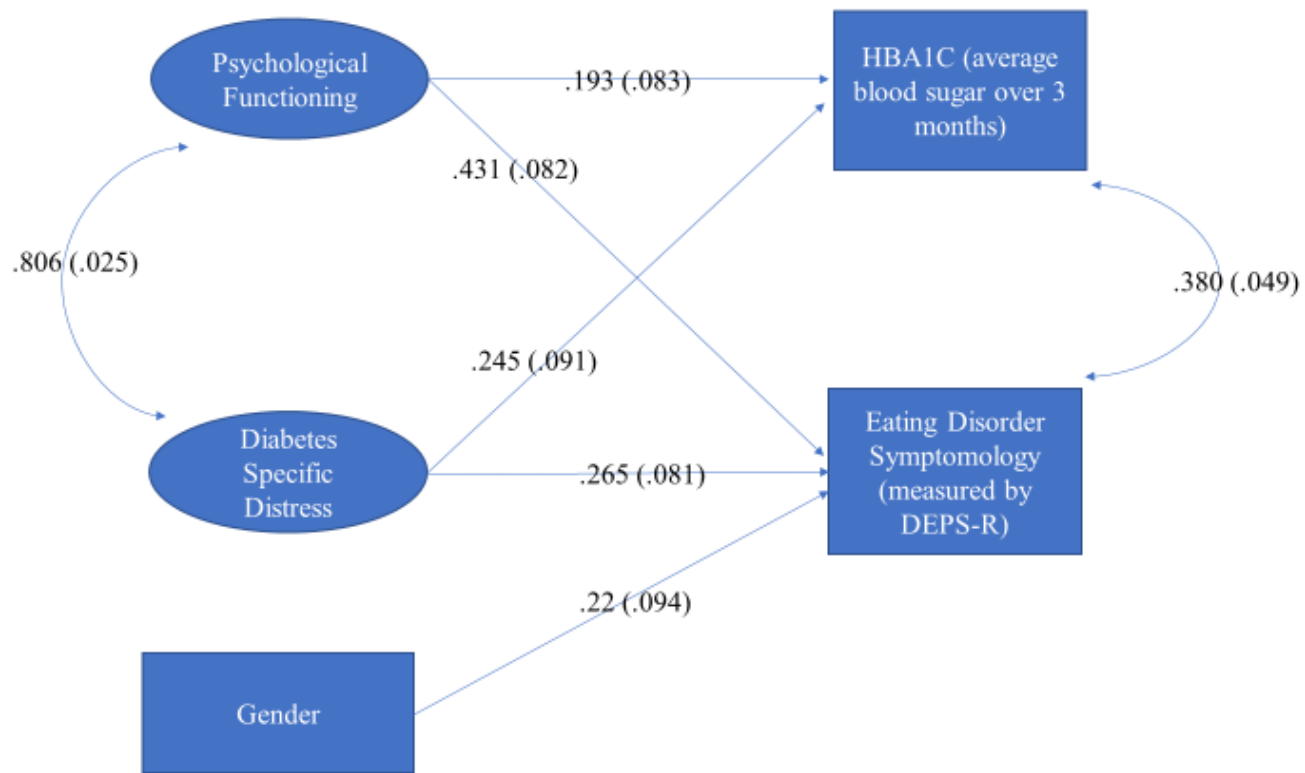 Psychological
Functioning
.193 (.083)
HBA1C (average
blood sugar over 3
months)
.431 (.082)
.806 (.025)
.380 (.049)
.245 (.091)
Diabetes
Specific
Distress
.265 (.081)
Eating Disorder
Symptomology
(measured by
DEPS-R)
.22 (.094)
Gender